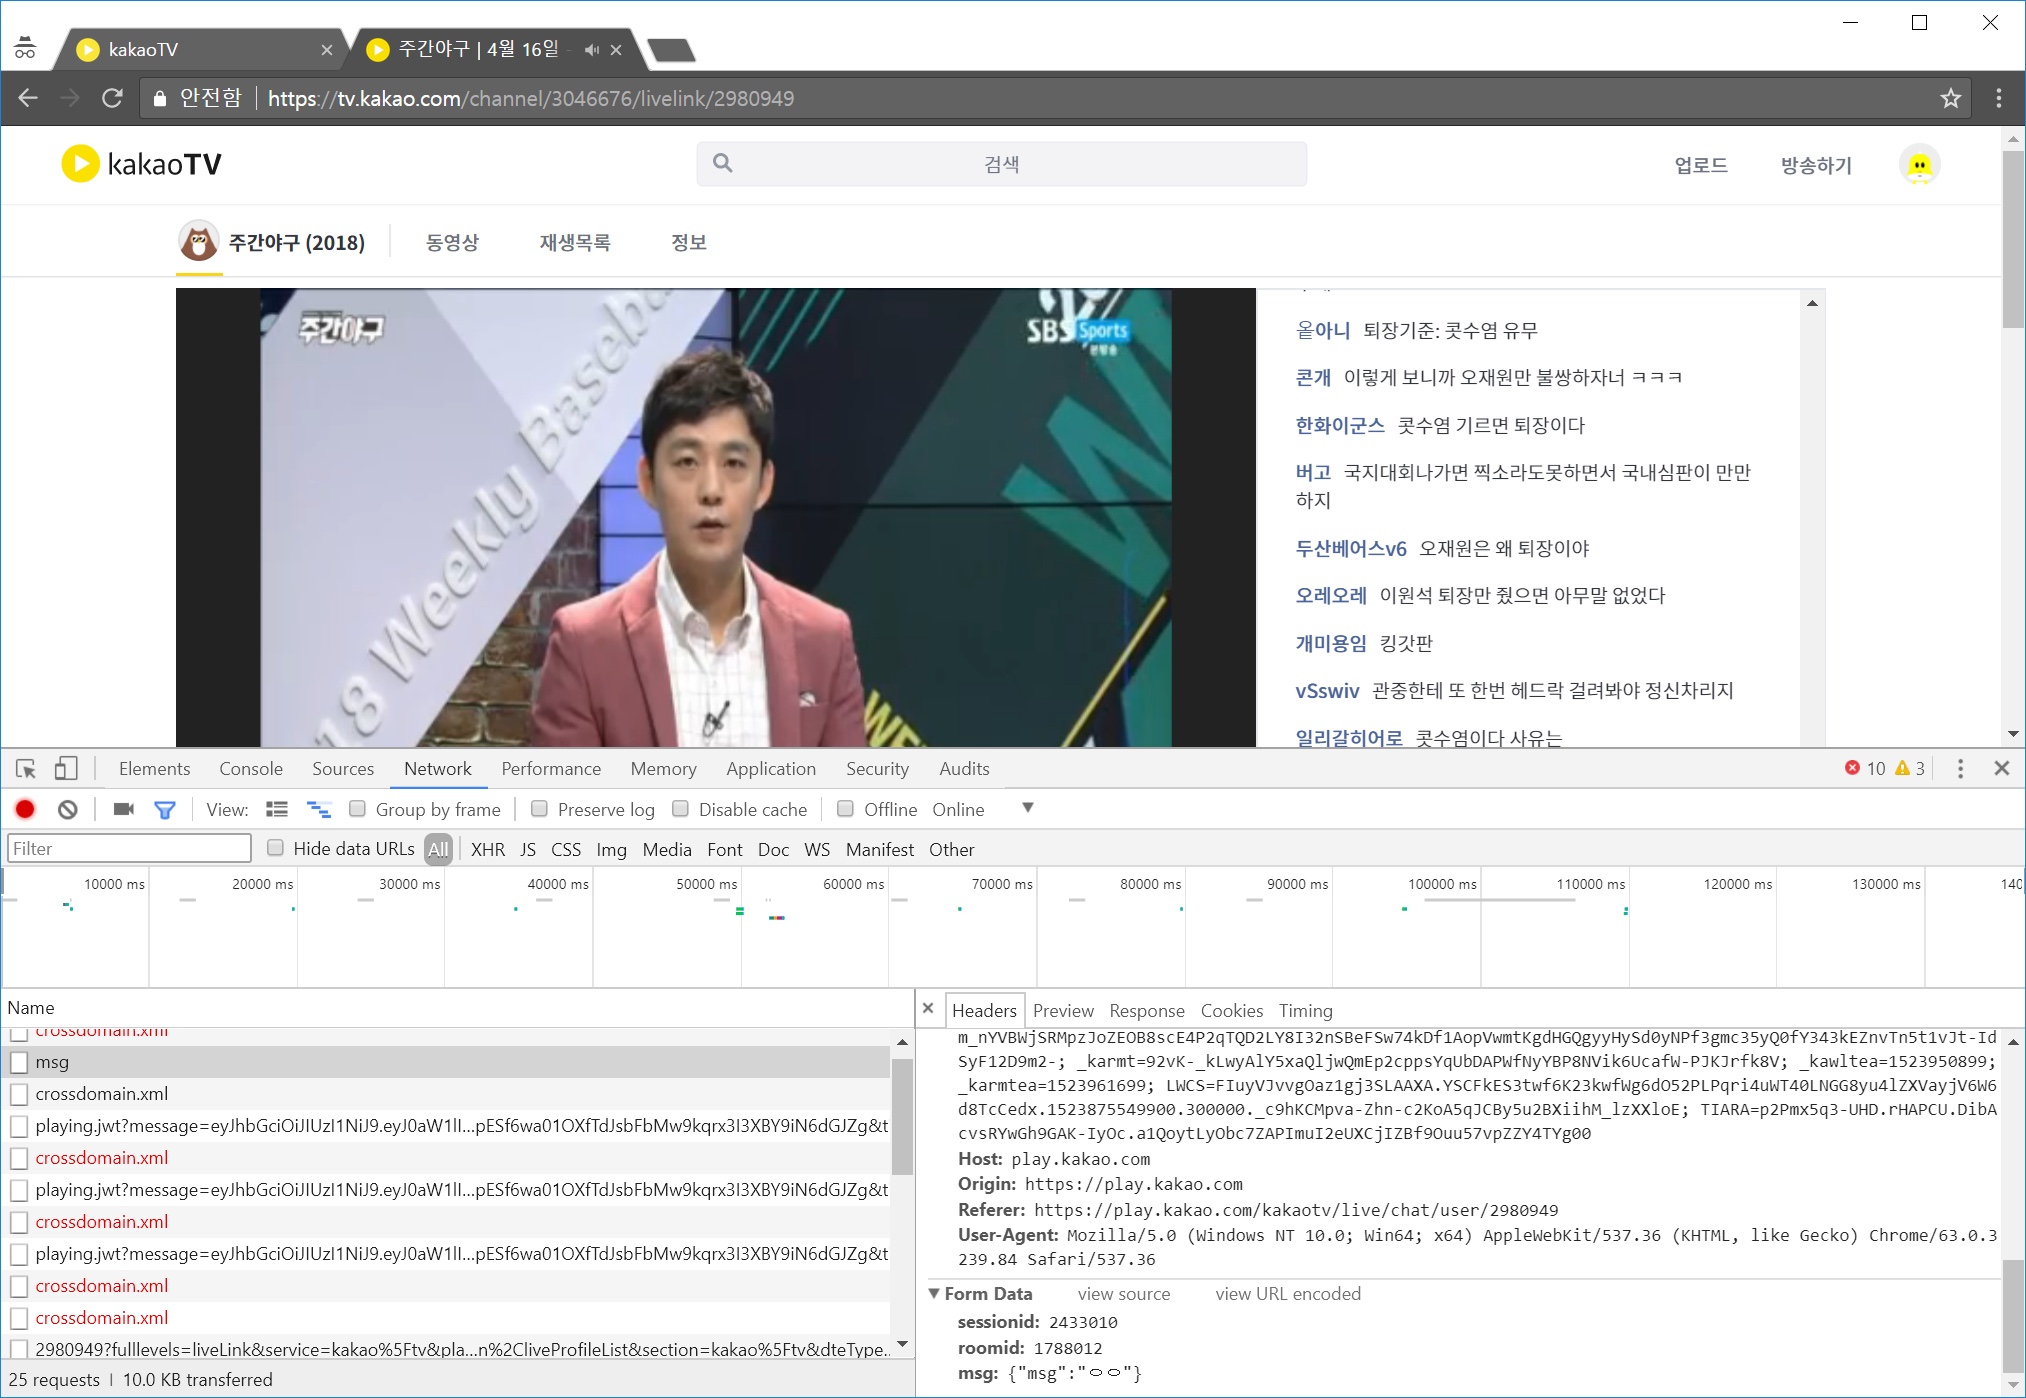 kakaoTV
주간야구 | 4월 16일 -
안전함
https://tv.kakao.com/channel/3046676/livelink/2980949
kakaoTV
검색
업로드
방송하기
주간야구 (2018)
동영상
재생목록
정보
주간야구
SBS Sports
18 Weekly Baseba
WE
옽아니 퇴장기준: 콧수염 유무
콘개 이렇게 보니까 오재원만 불쌍하자너 ㅋㅋㅋ
한화이군스 콧수염 기르면 퇴장이다
버고 국지대회나가면 찍소라도못하면서 국내심판이 만만
하지
두산베어스v6 오재원은 왜 퇴장이야
오레오레 이원석 퇴장만 줬으면 아무말 없었다
개미용임 킹갓판
vSswiv 관중한테 또 한번 헤드락 걸려봐야 정신차리지
일리갈히어로 콧수염이다 사유는
Elements Console Sources Network Performance Memory Application Security Audits
10 3
View: Group by frame Preserve log Disable cache Offline Online
Filter Hide data URLs All XHR JS CSS Img Media Font Doc WS Manifest Other
10000 ms 20000 ms 30000 ms 40000 ms 50000 ms 60000 ms 70000 ms 80000 ms 90000 ms 100000 ms 110000 ms 120000 ms 130000 ms 140
Name
crossdomain.xml
msg
crossdomain.xml
playing.jwt?message=eyJhbGciOiJIUzI1NiJ9.eyJ0aW1lI...pESf6wa01OXfTdJsbFbMw9kqrx3I3XBY9iN6dGJZg&t
crossdomain.xml
playing.jwt?message=eyJhbGciOiJIUzI1NiJ9.eyJ0aW1lI...pESf6wa01OXfTdJsbFbMw9kqrx3I3XBY9iN6dGJZg&t
crossdomain.xml
playing.jwt?message=eyJhbGciOiJIUzI1NiJ9.eyJ0aW1lI...pESf6wa01OXfTdJsbFbMw9kqrx3I3XBY9iN6dGJZg&t
crossdomain.xml
crossdomain.xml
2980949?fulllevels=liveLink&service=kakao%5Ftv&pla...n%2CliveProfileList&section=kakao%5Ftv&dteType...
25 requests | 10.0 KB transferred
Headers Preview Response Cookies Timing
m_nYVBWjSRMpzJoZEOB8scE4P2qTQD2LY8I32nSBeFSw74kDf1AopVwmtKgdHGQgyyHySd0yNPf3gmc35yQ0fY343kEZnvTn5t1vJt-Id
SyF12D9m2-; _karmt=92vK-_kLwyAlY5xaQljwQmEp2cppsYqUbDAPWfNyYBP8NVik6UcafW-PJKJrfk8V; _kawltea=1523950899;
_karmtea=1523961699; LWCS=FIuyVJvvgOaz1gj3SLAAXA.YSCFkES3twf6K23kwfWg6dO52PLPqri4uWT40LNGG8yu4lZXVayjV6W6
d8TcCedx.1523875549900.300000._c9hKCMpva-Zhn-c2KoA5qJCBy5u2BXiihM_lzXXloE; TIARA=p2Pmx5q3-UHD.rHAPCU.DibA
cvsRYwGh9GAK-IyOc.a1QoytLyObc7ZAPImuI2eUXCjIZBf9Ouu57vpZZY4TYg00
Host: play.kakao.com
Origin: https://play.kakao.com
Referer: https://play.kakao.com/kakaotv/live/chat/user/2980949
User-Agent: Mozilla/5.0 (Windows NT 10.0; Win64; x64) AppleWebKit/537.36 (KHTML, like Gecko) Chrome/63.0.3
239.84 Safari/537.36
Form Data view source view URL encoded
sessionid: 2433010
roomid: 1788012
msg: {"msg":"ㅇㅇ"}